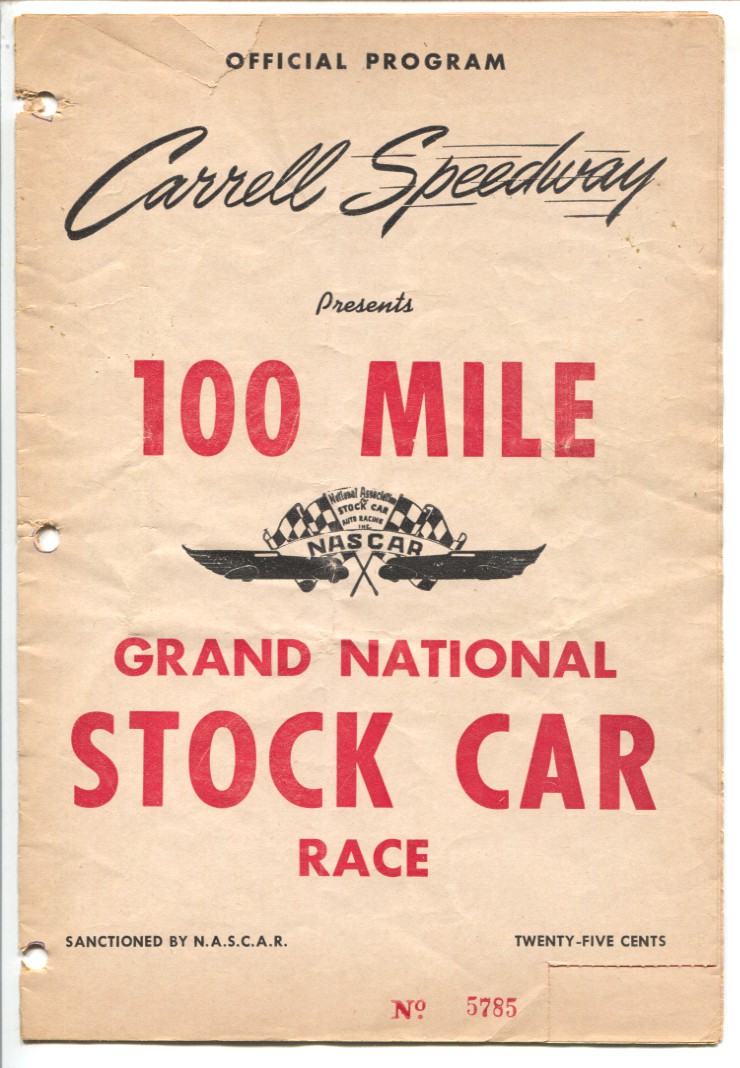 OFFICIAL PROGRAM
Carrell Speedway
Presents
100 MILE
National Association
of
STOCK CAR
AUTO RACING
INC.
NASCAR
GRAND NATIONAL
STOCK CAR
RACE
SANCTIONED BY N.A.S.C.A.R.
TWENTY-FIVE CENTS
Nº 5785